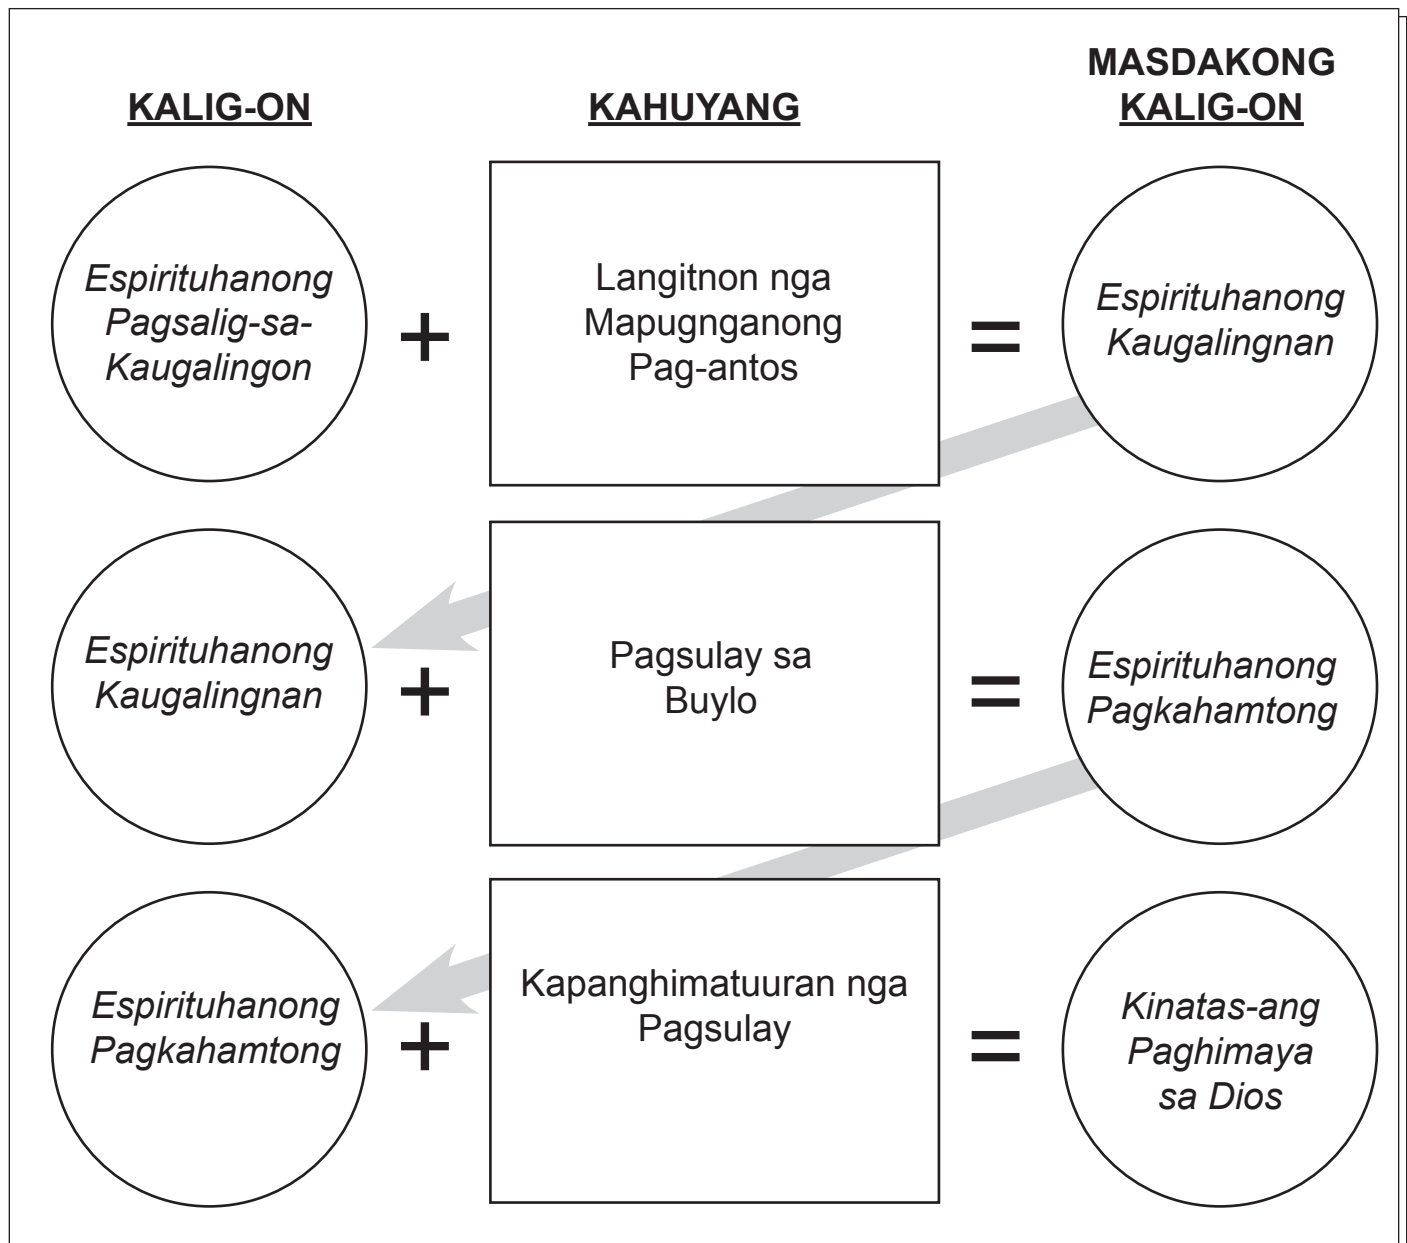 KALIG-ON
KAHUYANG
MASDAKONG
KALIG-ON
Espirituhanong
Pagsalig-sa-
Kaugalingon
+
Langitnon nga
Mapugnganong
Pag-antos
=
Espirituhanong
Kaugalingnan
Espirituhanong
Kaugalingnan
+
Pagsulay sa
Buylo
=
Espirituhanong
Pagkahamtong
Espirituhanong
Pagkahamtong
+
Kapanghimatuuran nga
Pagsulay
=
Kinatas-ang
Paghimaya
sa Dios